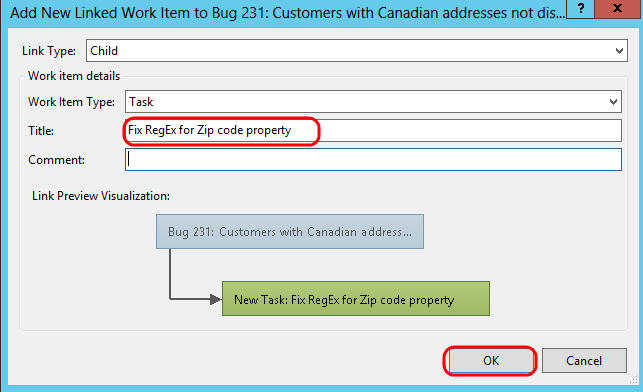 Add New Linked Work Item to Bug 231: Customers with Canadian addresses not dis... ? X
Link Type: Child
Work item details
Work Item Type: Task
Title: Fix RegEx for Zip code property
Comment:
Link Preview Visualization:
Bug 231: Customers with Canadian address...
New Task: Fix RegEx for Zip code property
OK Cancel